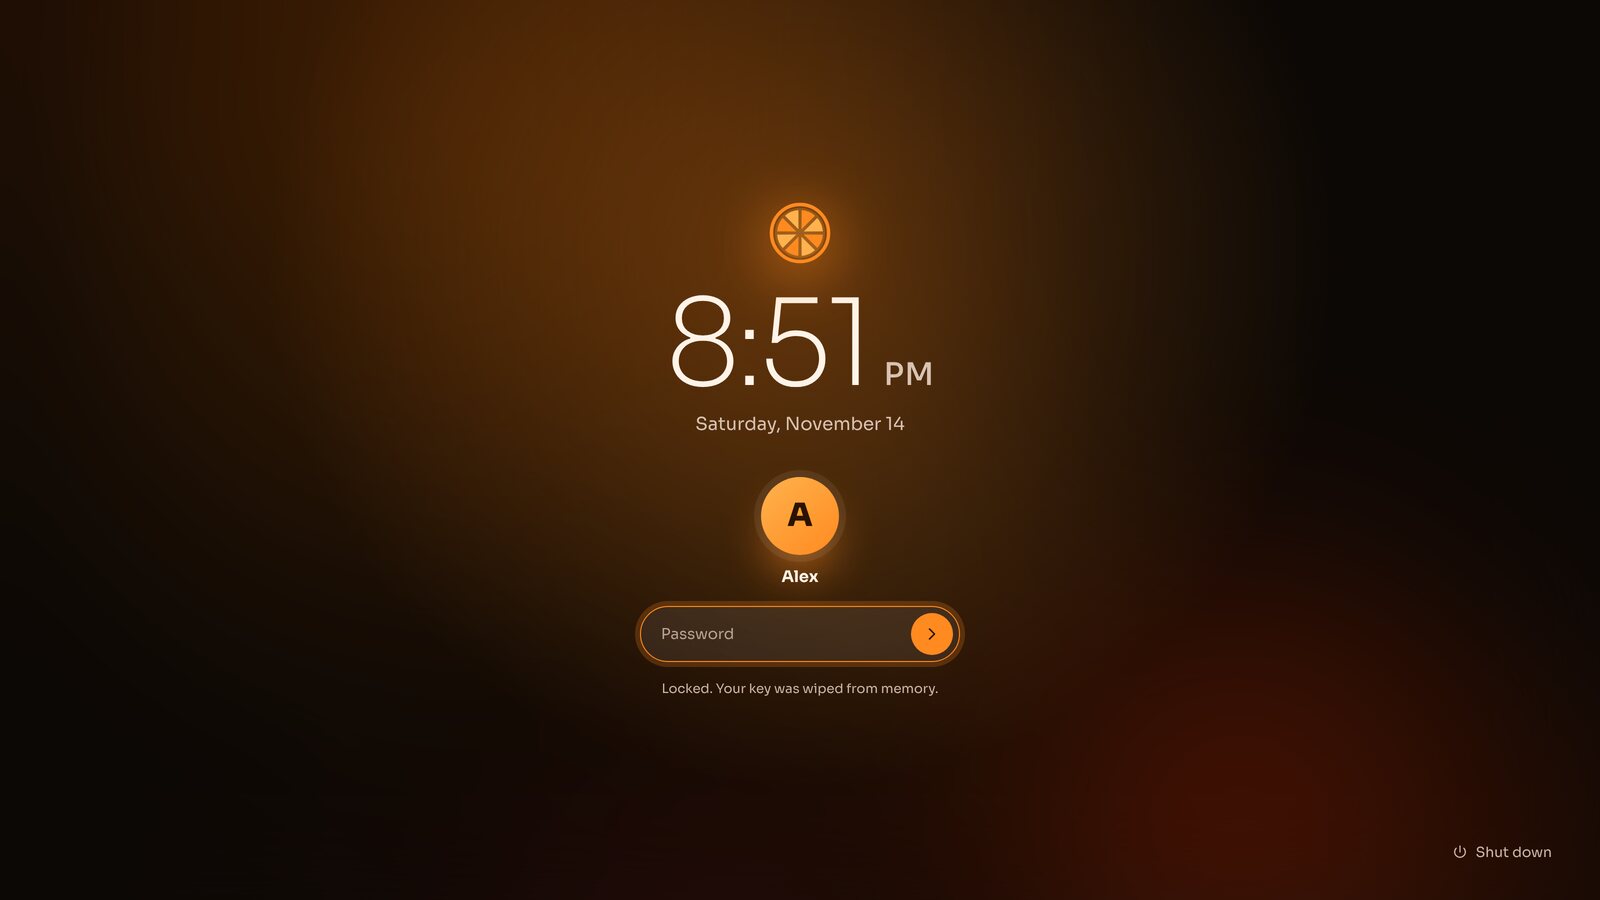 8:51 PM
Saturday, November 14
A
Alex
Password
Locked. Your key was wiped from memory.
Shut down